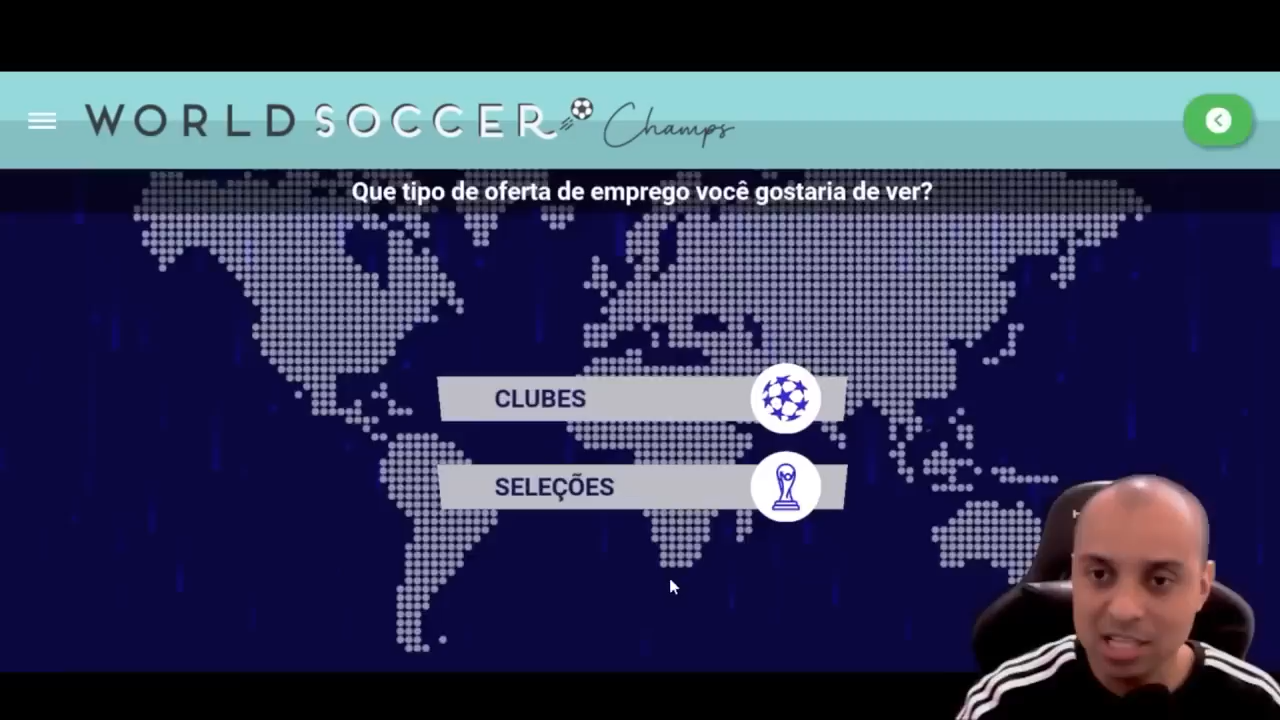 WORLD SOCCER Champs
Que tipo de oferta de emprego você gostaria de ver?
CLUBES
SELEÇÕES